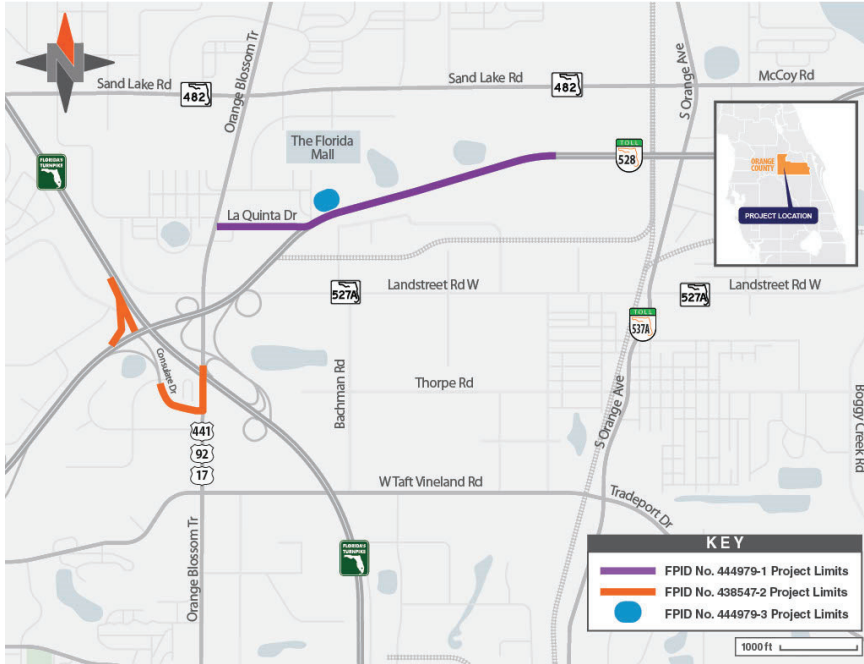 Orange Blossom Tr
S Orange Ave
Sand Lake Rd
482
Sand Lake Rd
482
McCoy Rd
FLORIDA'S
TURNPIKE
The Florida
Mall
TOLL
528
ORANGE
COUNTY
PROJECT LOCATION
La Quinta Dr
527A
Landstreet Rd W
527A
Landstreet Rd W
TOLL
537A
Consulate Dr
Bachman Rd
Thorpe Rd
S Orange Ave
Boggy Creek Rd
441
92
17
W Taft Vineland Rd
Tradeport Dr
Orange Blossom Tr
FLORIDA'S
TURNPIKE
KEY
FPID No. 444979-1 Project Limits
FPID No. 438547-2 Project Limits
FPID No. 444979-3 Project Limits
1000 ft